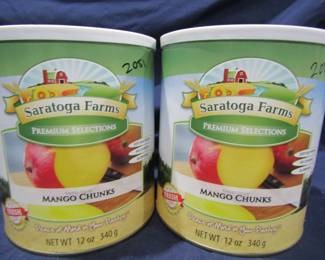 2051
Saratoga Farms
PREMIUM SELECTIONS
MANGO CHUNKS
NET WT 12 oz 340 g
Saratoga Farms
PREMIUM SELECTIONS
MANGO CHUNKS
NET WT 12 oz 340 g